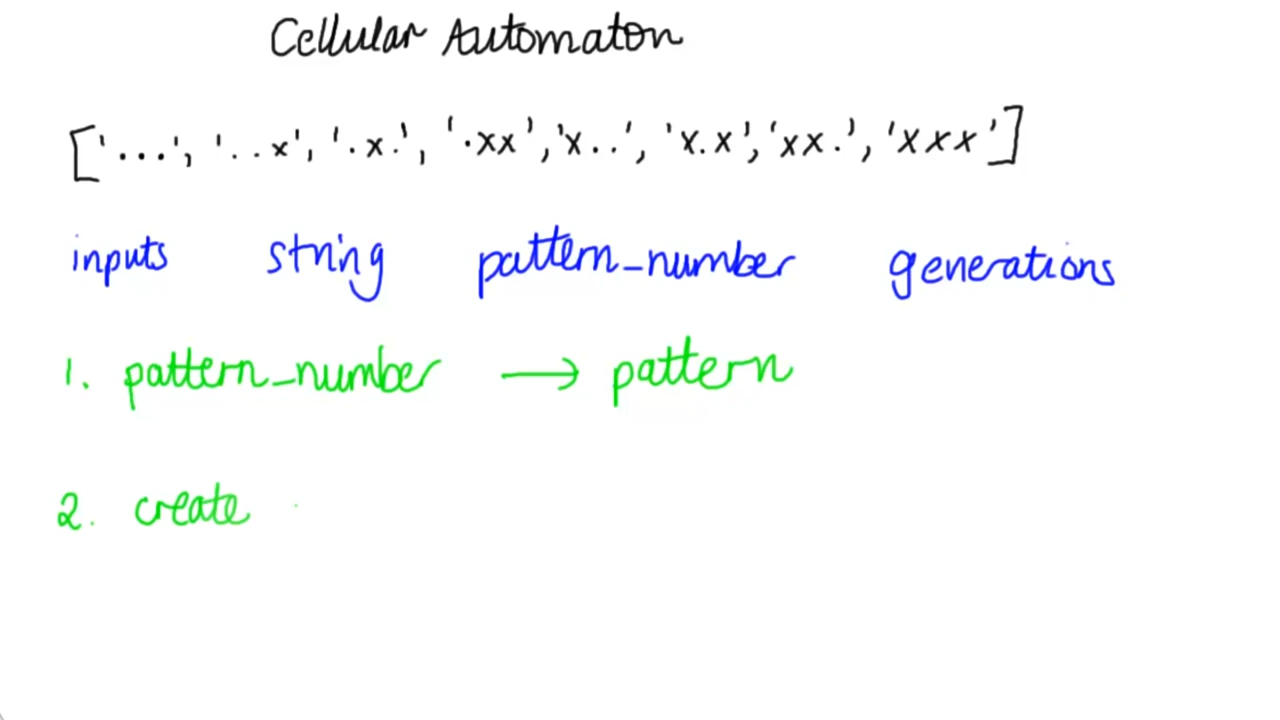 Cellular Automaton
['...', '..x', '.x.', '.xx', 'x..', 'x.x', 'xx.', 'xxx']
inputs string pattern_number generations
1. pattern_number → pattern
2. create